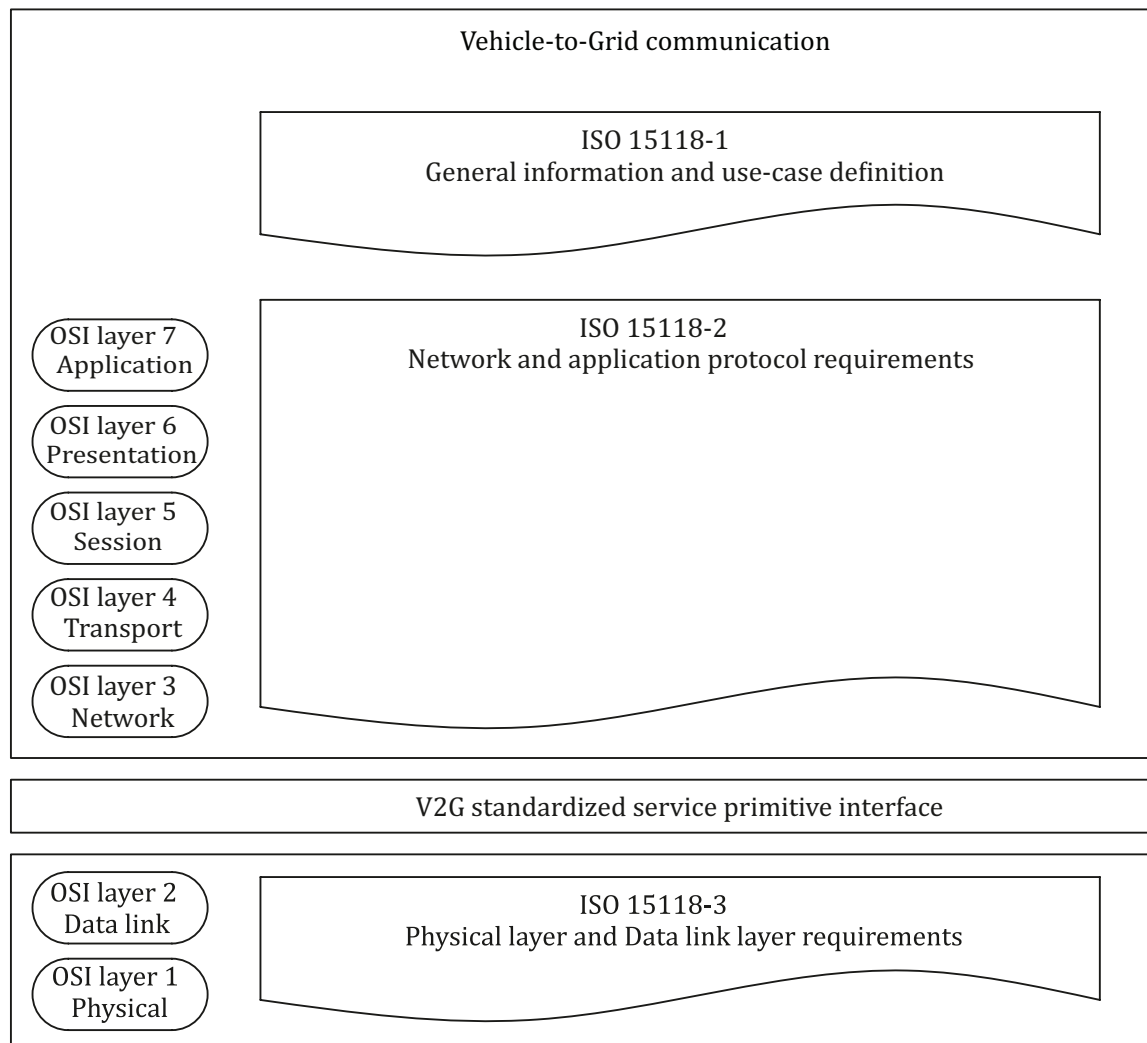 Vehicle-to-Grid communication
ISO 15118-1
General information and use-case definition
ISO 15118-2
Network and application protocol requirements
OSI layer 7
Application
OSI layer 6
Presentation
OSI layer 5
Session
OSI layer 4
Transport
OSI layer 3
Network
V2G standardized service primitive interface
OSI layer 2
Data link
ISO 15118-3
Physical layer and Data link layer requirements
OSI layer 1
Physical